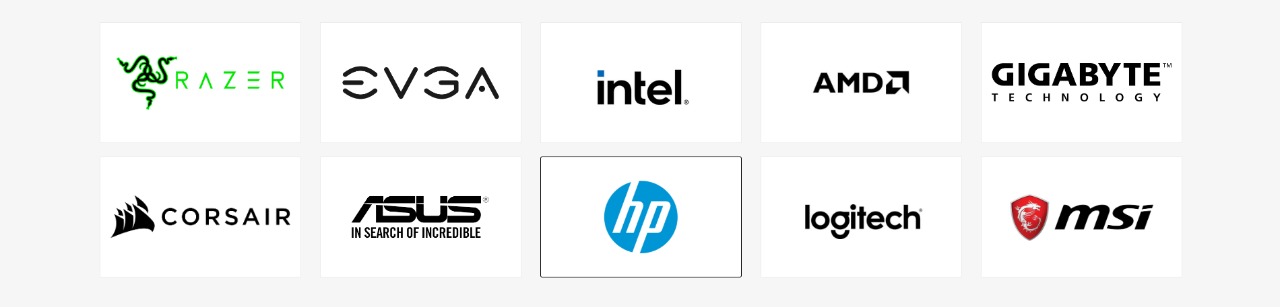 RAZER
EVGA
intel®
AMD
GIGABYTE™
TECHNOLOGY
CORSAIR
ASUS®
IN SEARCH OF INCREDIBLE
hp
logitech
msi